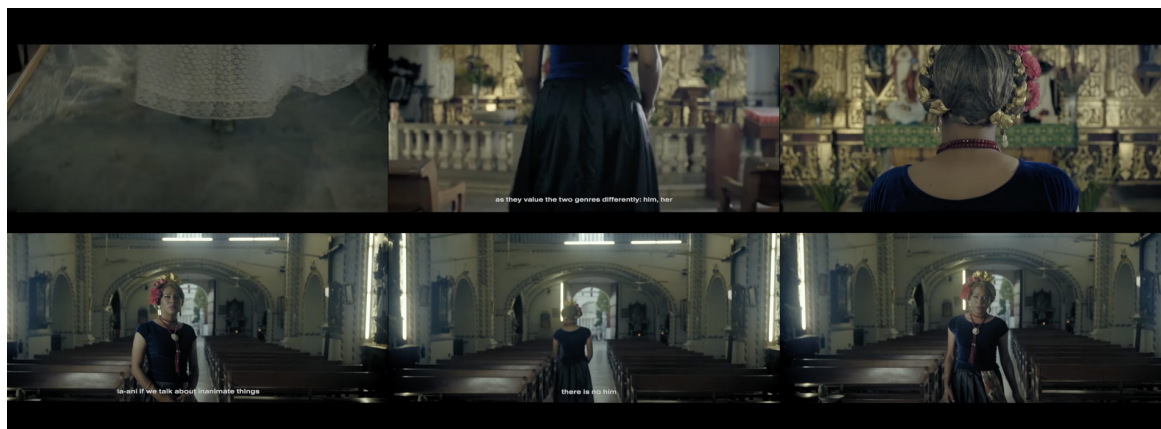 as they value the two genres differently: him, her
la-ani if we talk about inanimate things
there is no him